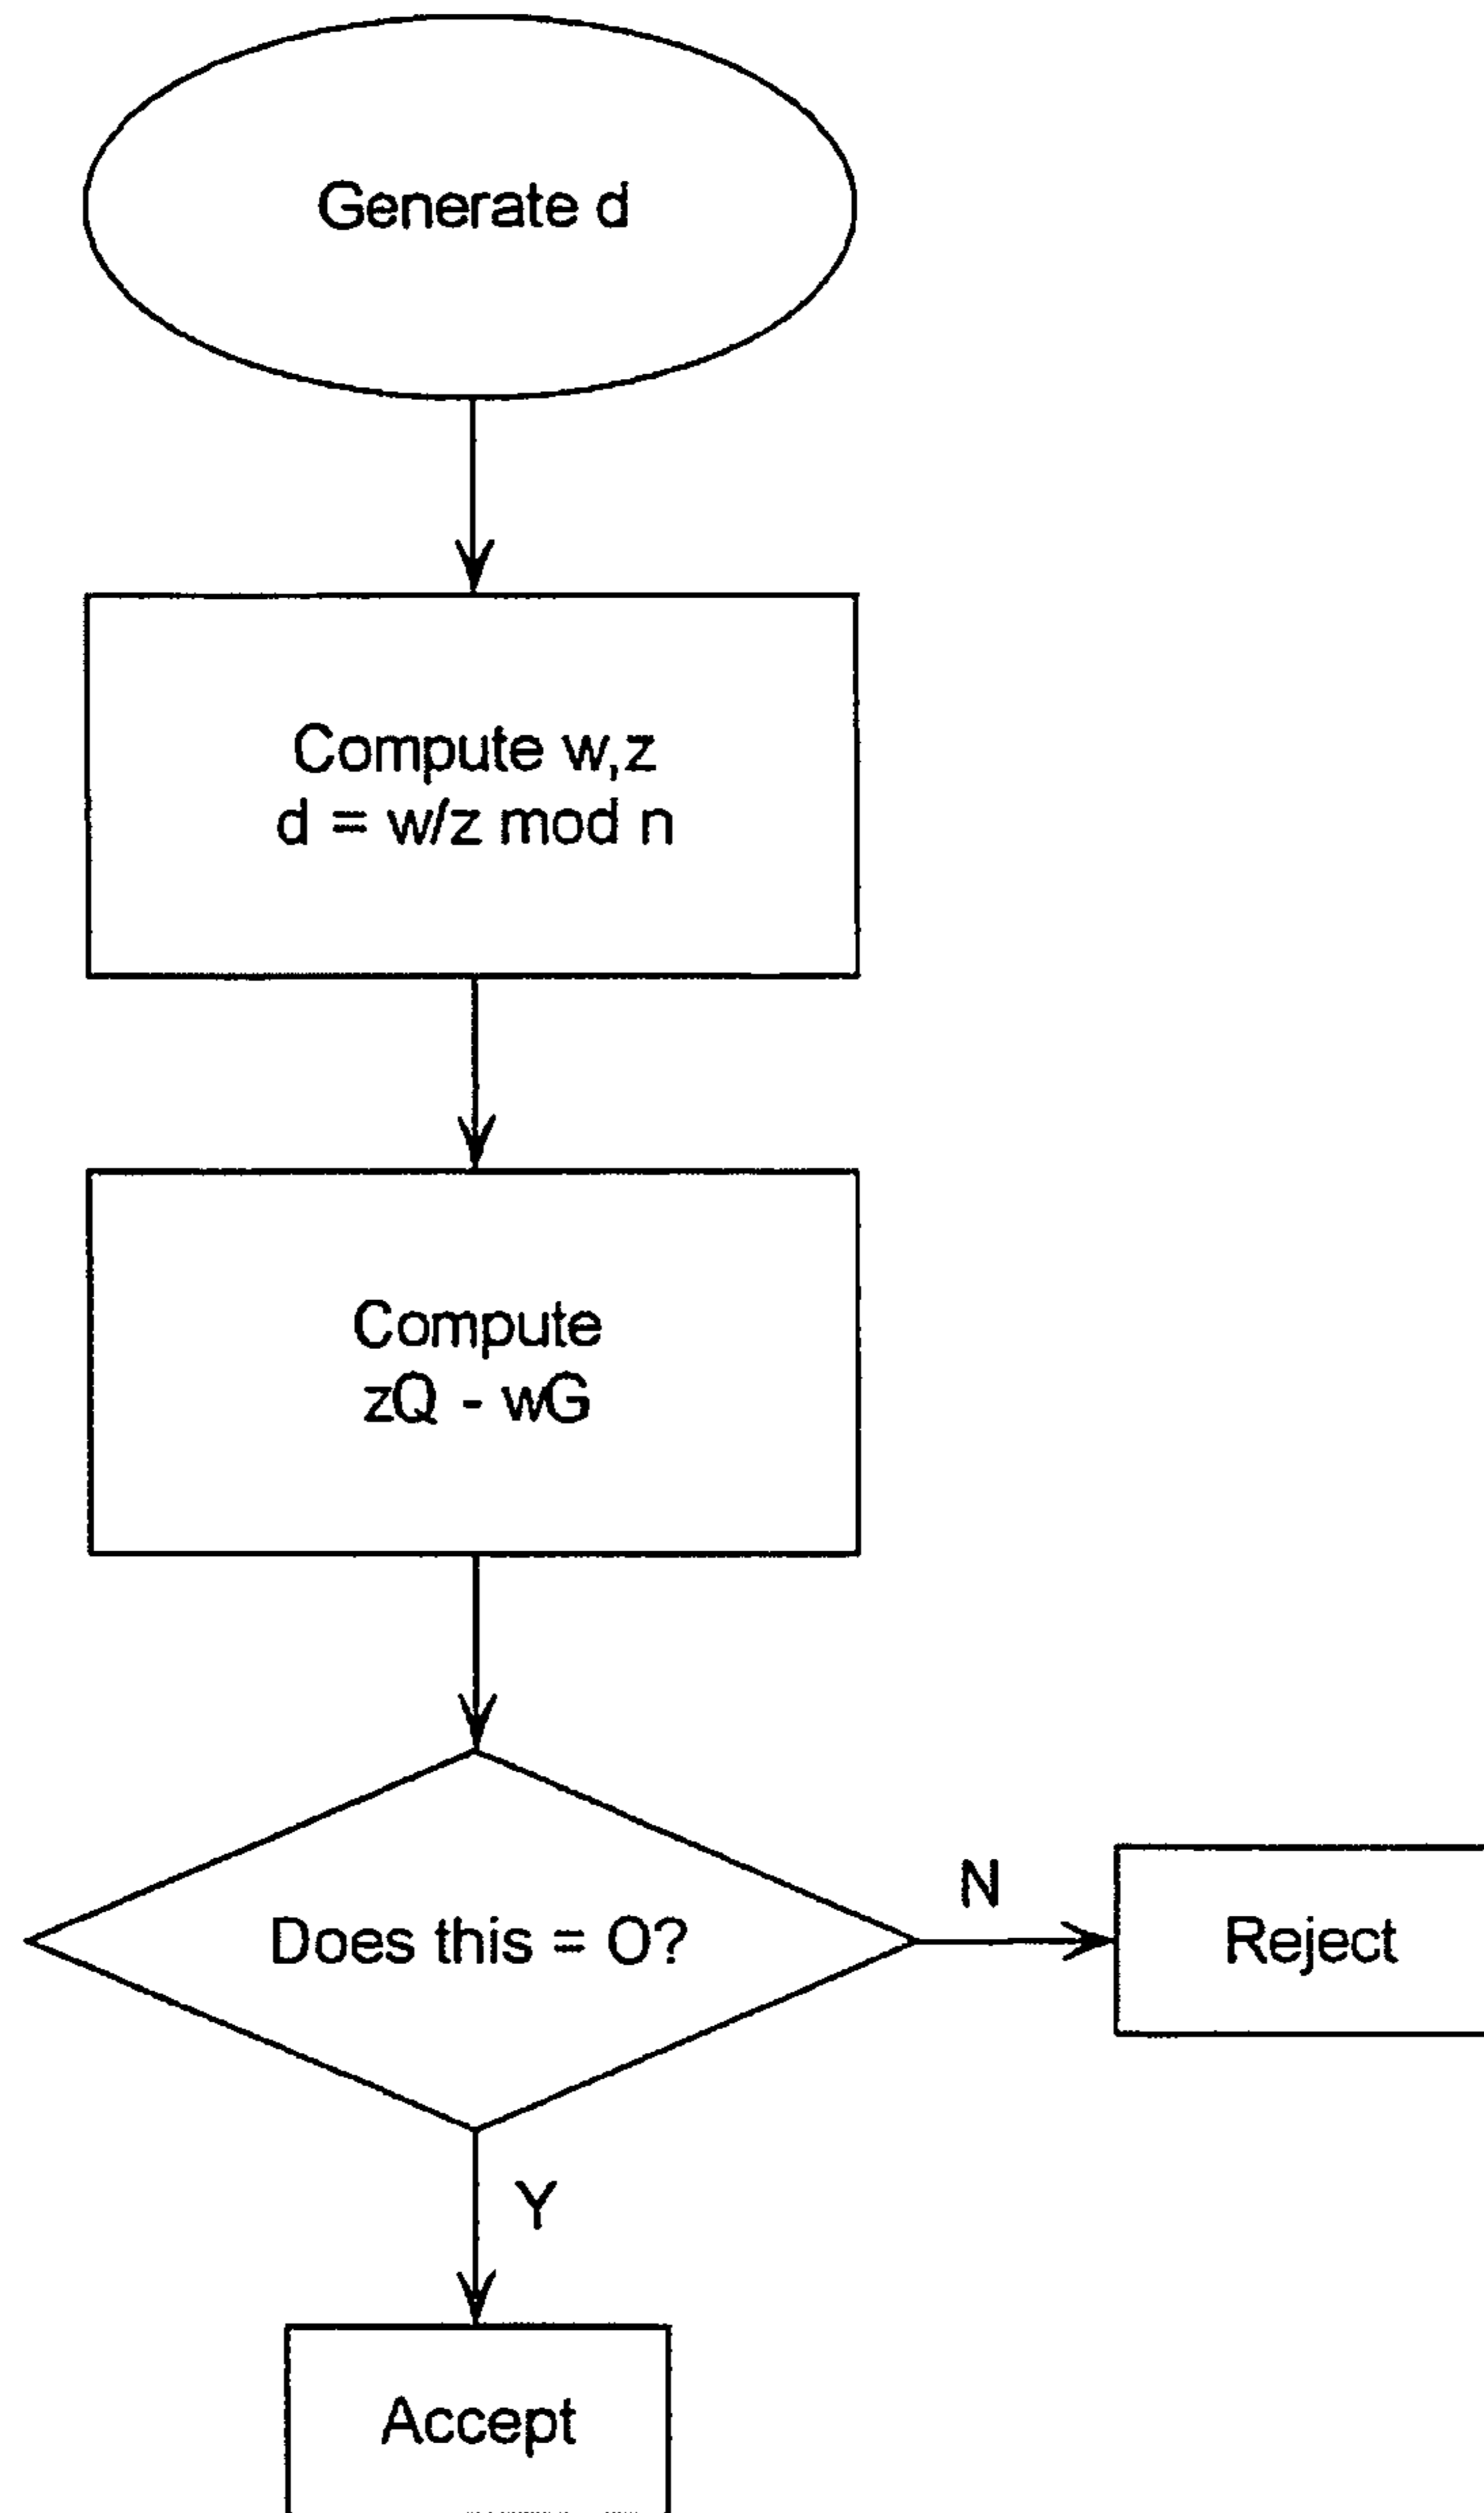 Generate d
Compute w,z
d = w/z mod n
Compute
zQ - wG
Does this = O?
N
Reject
Y
Accept